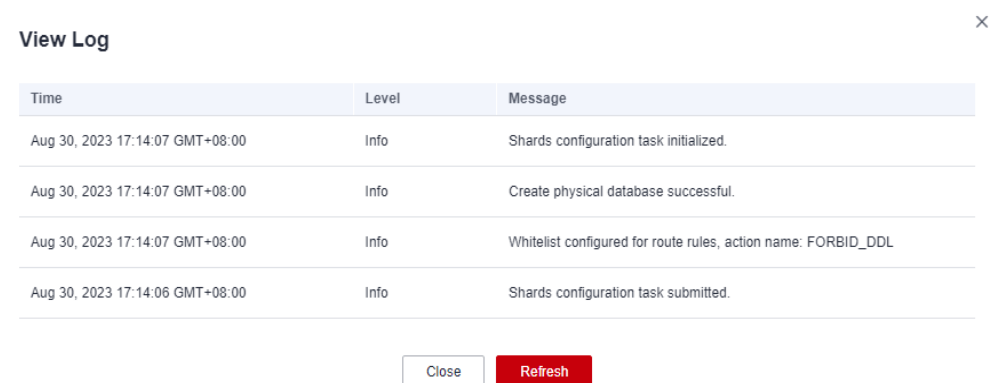 View Log
Time Level Message
Aug 30, 2023 17:14:07 GMT+08:00 Info Shards configuration task initialized.
Aug 30, 2023 17:14:07 GMT+08:00 Info Create physical database successful.
Aug 30, 2023 17:14:07 GMT+08:00 Info Whitelist configured for route rules, action name: FORBID_DDL
Aug 30, 2023 17:14:06 GMT+08:00 Info Shards configuration task submitted.
Close Refresh